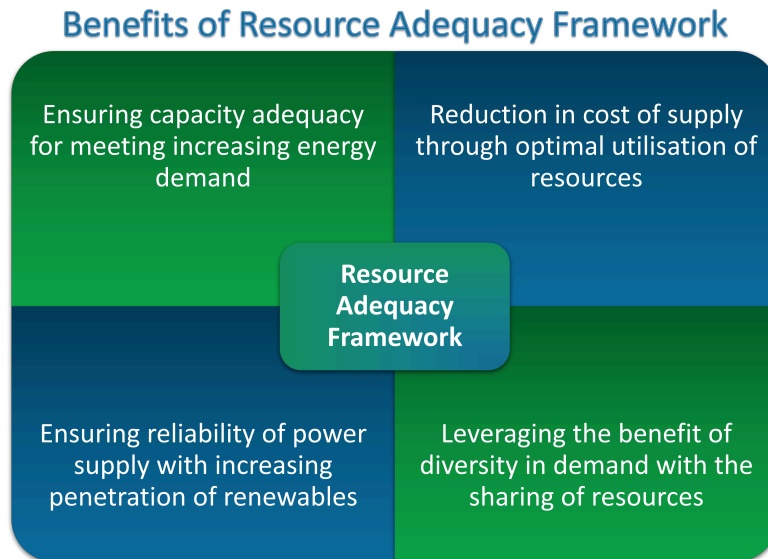 Benefits of Resource Adequacy Framework
Ensuring capacity adequacy
for meeting increasing energy
demand
Reduction in cost of supply
through optimal utilisation of
resources
Resource
Adequacy
Framework
Ensuring reliability of power
supply with increasing
penetration of renewables
Leveraging the benefit of
diversity in demand with the
sharing of resources